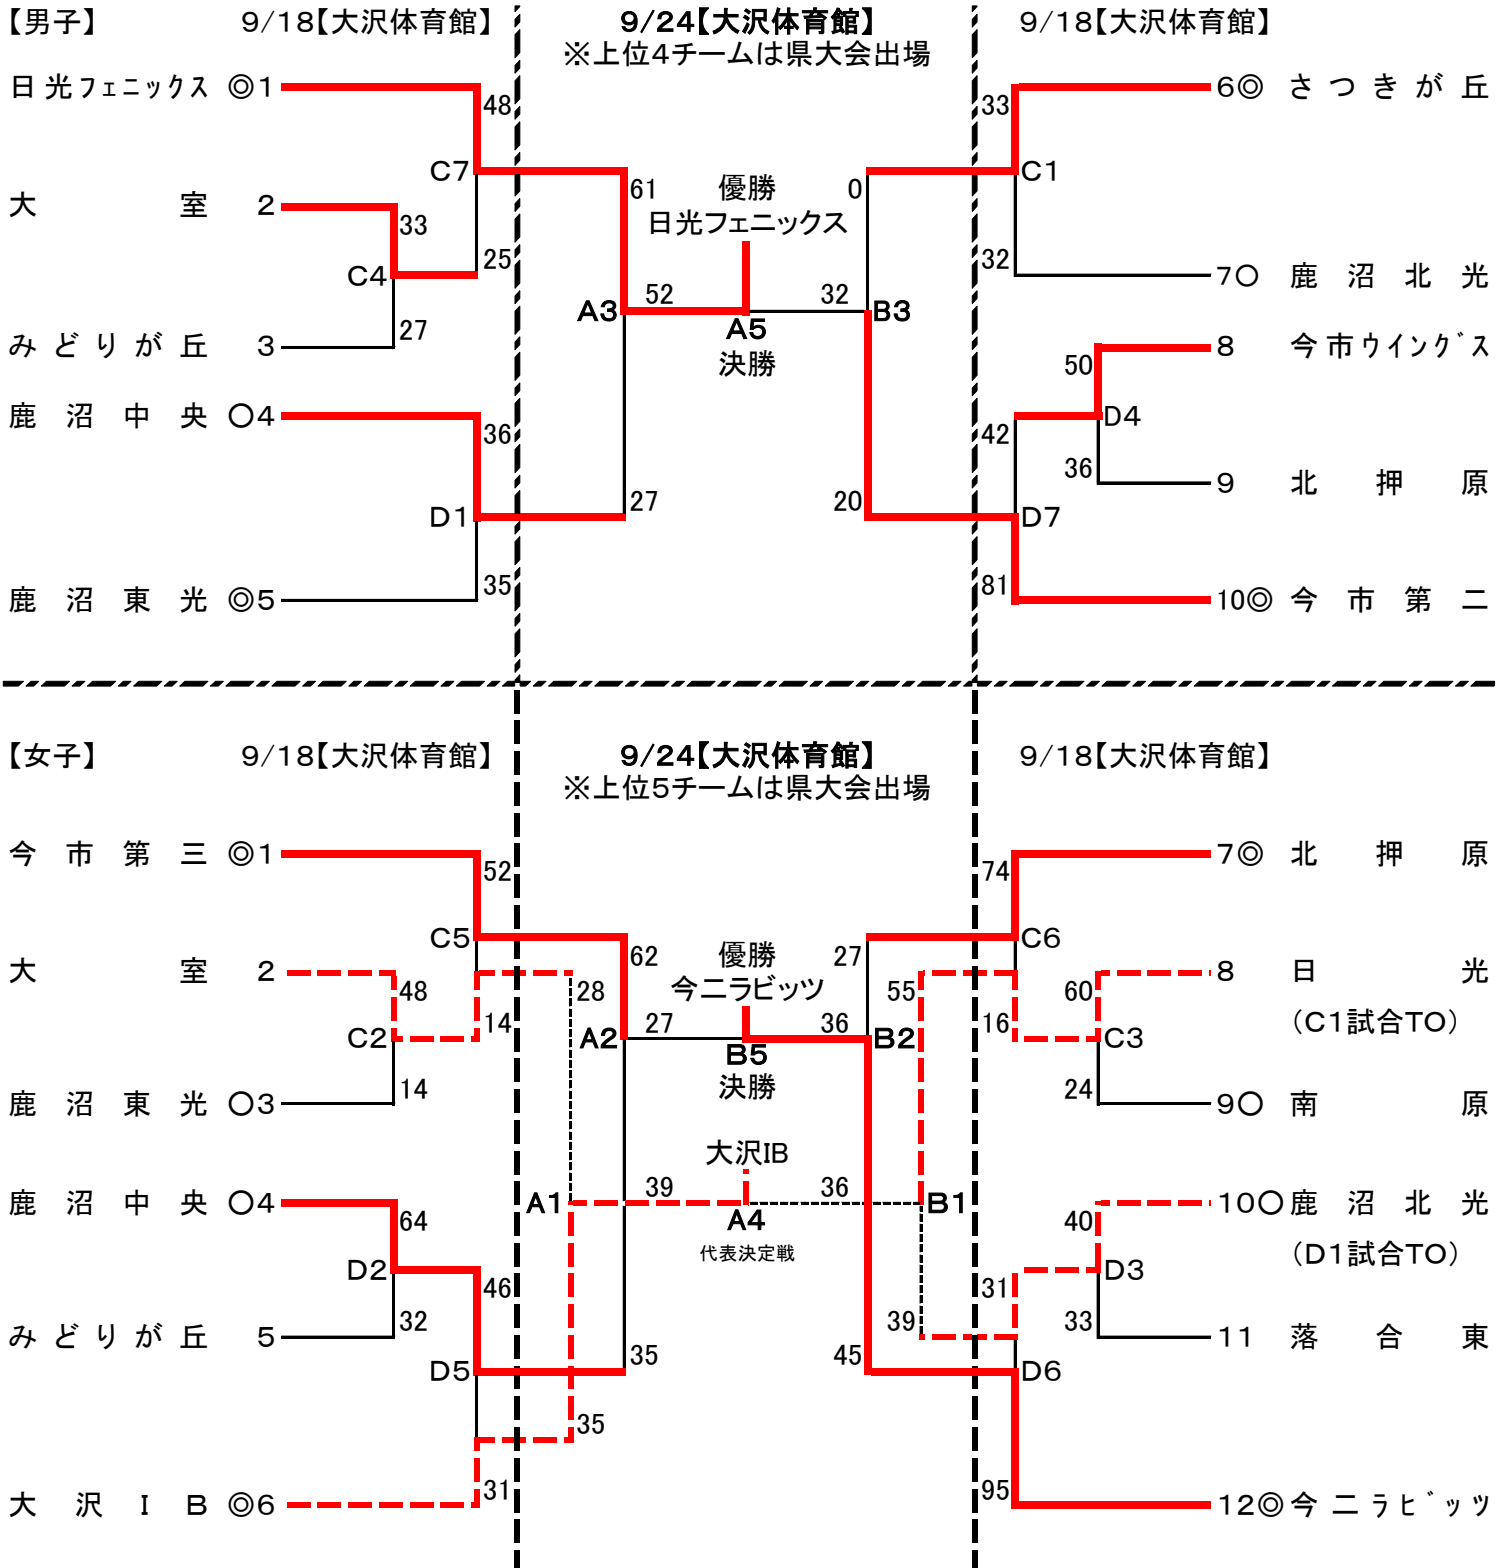 【男子】 9/18【大沢体育館】 9/24【大沢体育館】 9/18【大沢体育館】
※上位4チームは県大会出場
日光フェニックス ◎1 6◎ さつきが丘
48 33
C7 C1
61 優勝 0
大室 2
33 日光フェニックス
25 32
C4 7○ 鹿沼北光
52 32
A3 A5 B3
27
みどりが丘 3 8 今市ウイングス
決勝 50
鹿沼中央 ○4 D4
36 42
36
9 北押原
27 20
D1 D7
35 81
鹿沼東光 ◎5 10◎ 今市第二
【女子】 9/18【大沢体育館】 9/24【大沢体育館】 9/18【大沢体育館】
※上位5チームは県大会出場
今市第三 ◎1 7◎ 北押原
52 74
C5 C6
62 優勝 27
大室 2 8 日光
48 28 今二ラビッツ 55 60
14 27 36 16 (C1試合TO)
C2 A2 B2 C3
B5
14 決勝 24
鹿沼東光 ○3 9○ 南原
大沢IB
39 36
鹿沼中央 ○4 A1 B1 10○ 鹿沼北光
64 A4 40
代表決定戦 (D1試合TO)
D2 D3
46 31
32 39 33
みどりが丘 5 11 落合東
35 45
D5 D6
35
31 95
大沢IB ◎6 12◎ 今二ラビッツ